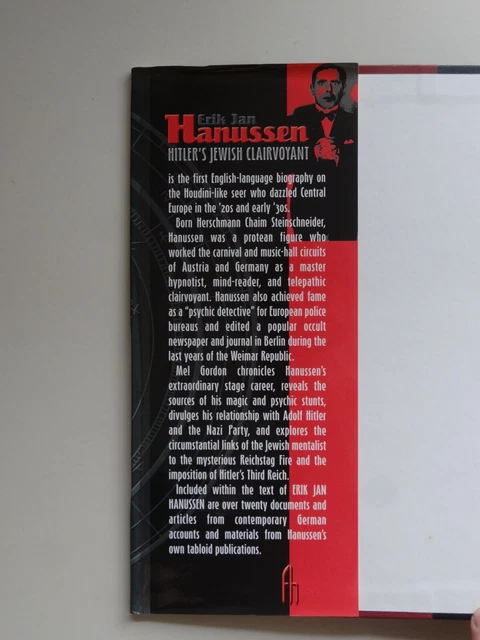 Erik Jan
Hanussen
HITLER'S JEWISH CLAIRVOYANT
is the first English-language biography on
the Houdini-like seer who dazzled Central
Europe in the '20s and early '30s.
Born Herschmann Chaim Steinschneider,
Hanussen was a protean figure who
worked the carnival and music-hall circuits
of Austria and Germany as a master
hypnotist, mind-reader, and telepathic
clairvoyant. Hanussen also achieved fame
as a "psychic detective" for European police
bureaus and edited a popular occult
newspaper and journal in Berlin during the
last years of the Weimar Republic.
Mel Gordon chronicles Hanussen's
extraordinary stage career, reveals the
sources of his magic and psychic stunts,
divulges his relationship with Adolf Hitler
and the Nazi Party, and explores the
circumstantial links of the Jewish mentalist
to the mysterious Reichstag Fire and the
imposition of Hitler's Third Reich.
Included within the text of ERIK JAN
HANUSSEN are over twenty documents and
articles from contemporary German
accounts and materials from Hanussen's
own tabloid publications.